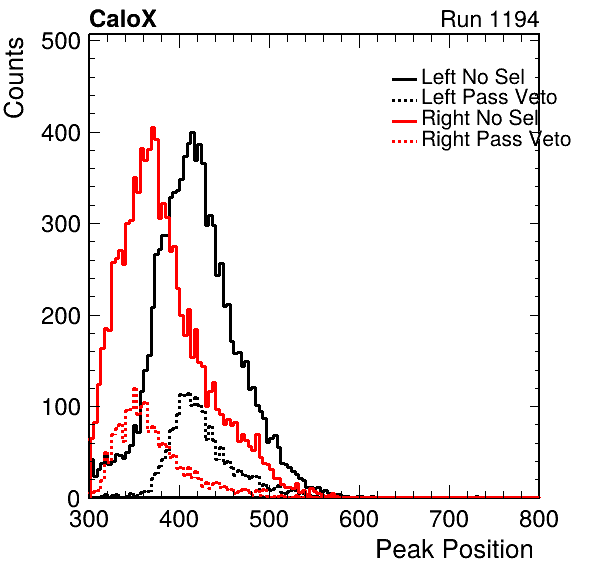 CaloX Run 1194
Counts
500
400
300
200
100
0
Left No Sel
Left Pass Veto
Right No Sel
Right Pass Veto
300 400 500 600 700 800
Peak Position